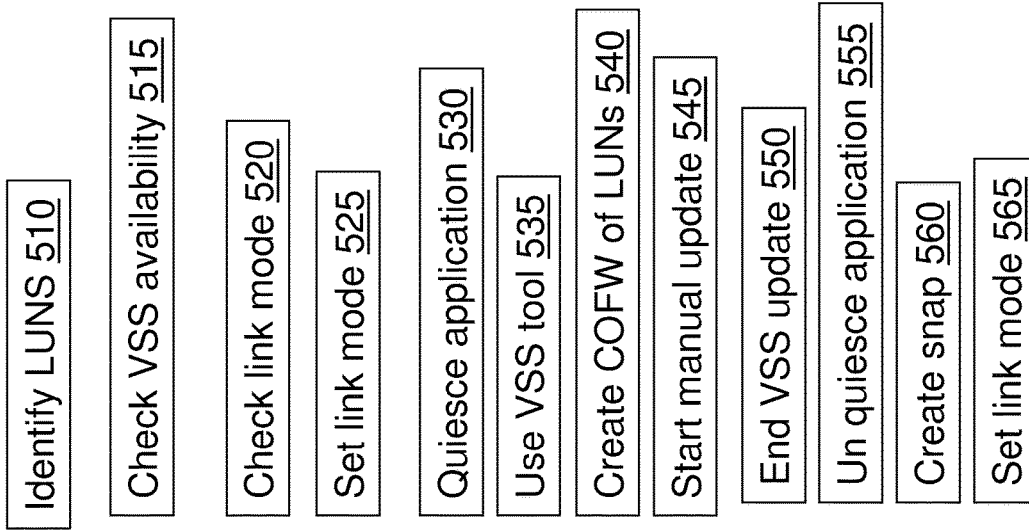 Identify LUNS 510
Check VSS availability 515
Check link mode 520
Set link mode 525
Quiesce application 530
Use VSS tool 535
Create COFW of LUNs 540
Start manual update 545
End VSS update 550
Un quiesce application 555
Create snap 560
Set link mode 565